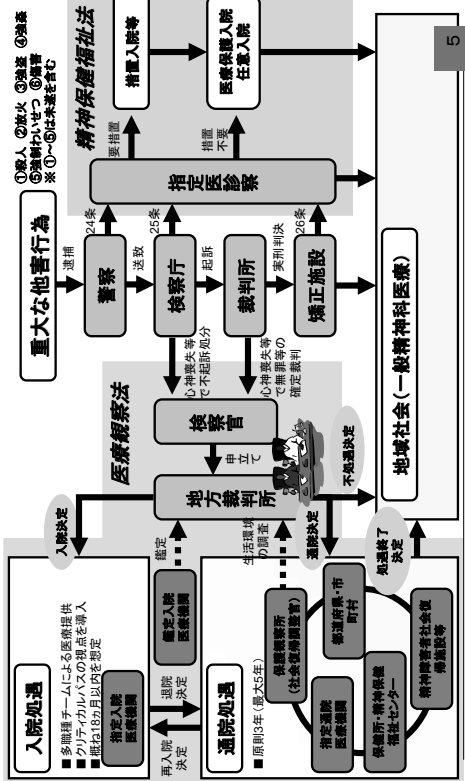 重大な他害行為
①殺人 ②放火 ③強盗 ④強姦
⑤強制わいせつ ⑥傷害
※ ①～⑤は未遂を含む
逮捕
警察
24条
送致
検察庁
25条
起訴
裁判所
実刑判決
矯正施設
26条
精神保健福祉法
指定医診察
要措置
措置入院等
措置
不要
医療保護入院
任意入院
医療観察法
心神喪失等
で不起訴処分
心神喪失等
で無罪等の
確定裁判
検察官
申立て
地方裁判所
入院決定
鑑定
鑑定入院
医療機関
生活環境
の調査
通院決定
不処遇決定
入院処遇
■ 多職種チームによる医療提供
■ クリティカルパスの視点を導入
■ 概ね18カ月以内を想定
指定入院
医療機関
退院
決定
再入院
決定
通院処遇
■ 原則3年（最大5年）
保護観察所
（社会復帰調整官）
指定通院
医療機関
都道府県・市
町村
保健所・精神保健
福祉センター
精神障害者社会復
帰施設等
処遇終了
決定
地域社会（一般精神科医療）
5